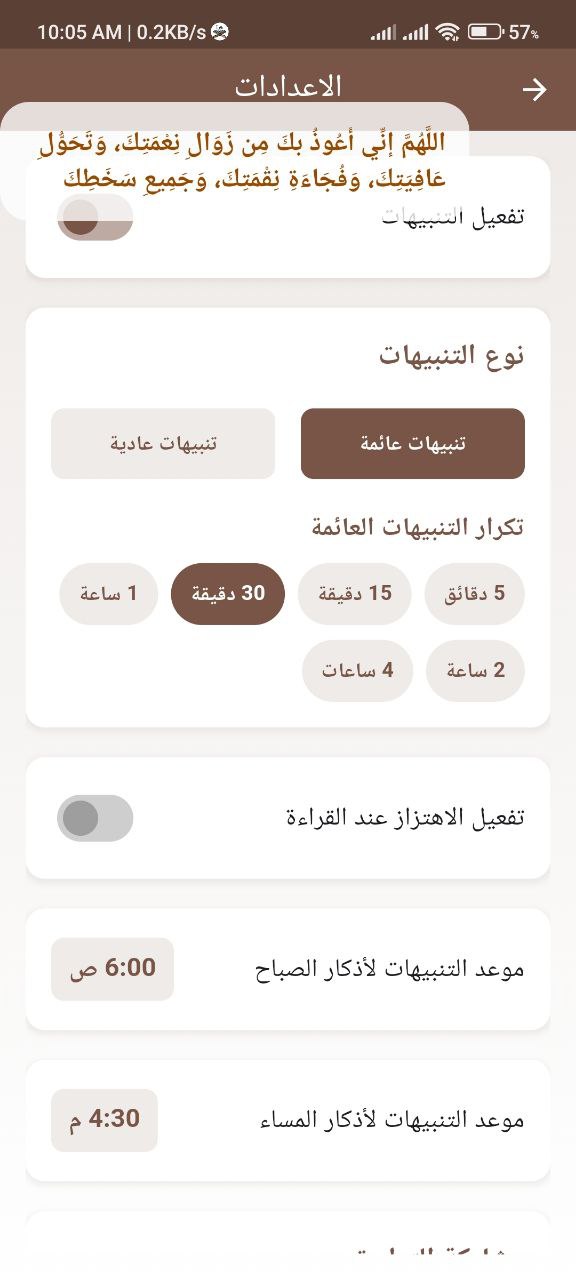 10:05 AM | 0.2KB/s
57%
الاعدادات
اللَّهُمَّ إنِّي أعُوذُ بكَ مِن زَوَالِ نِعْمَتِكَ، وَتَحَوُّلِ
عَافِيَتِكَ، وَفُجَاءَةِ نِقْمَتِكَ، وَجَمِيعِ سَخَطِكَ
تفعيل التنبيهات
نوع التنبيهات
تنبيهات عائمة
تنبيهات عادية
تكرار التنبيهات العائمة
5 دقائق
15 دقيقة
30 دقيقة
1 ساعة
2 ساعة
4 ساعات
تفعيل الاهتزاز عند القراءة
موعد التنبيهات لأذكار الصباح
6:00 ص
موعد التنبيهات لأذكار المساء
4:30 م